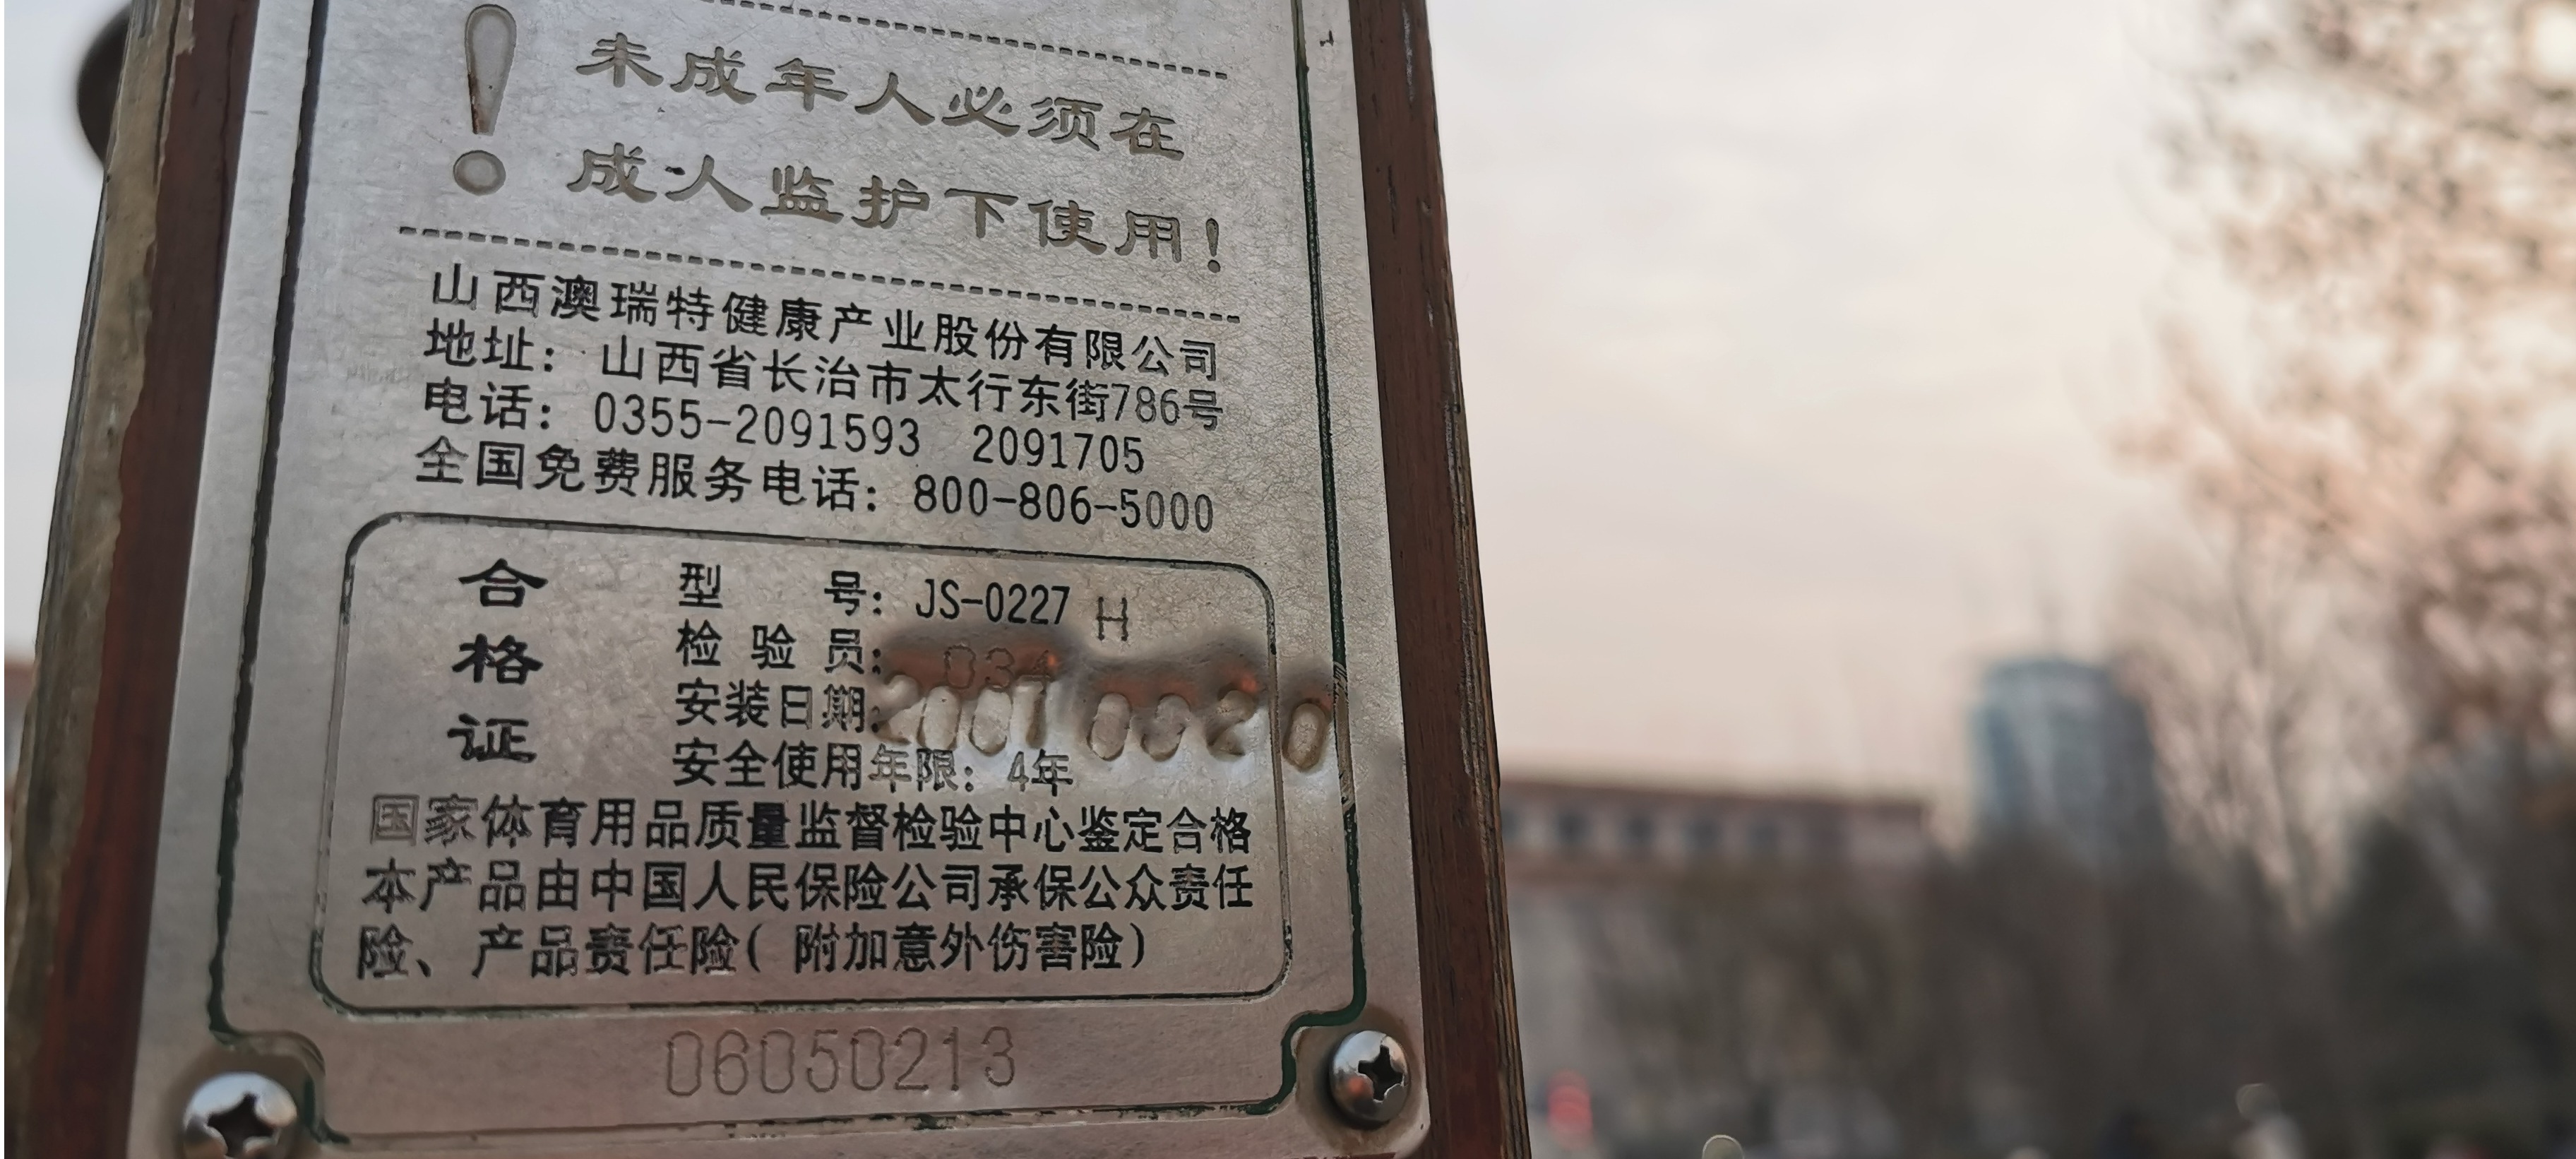 未成年人必须在
成人监护下使用!
山西澳瑞特健康产业股份有限公司
地址: 山西省长治市太行东街786号
电话: 0355-2091593 2091705
全国免费服务电话: 800-806-5000
合格证
型 号: JS-0227 H
检 验 员: 034
安装日期:
安全使用年限: 4年
国家体育用品质量监督检验中心鉴定合格
本产品由中国人民保险公司承保公众责任
险、产品责任险( 附加意外伤害险)
06050213